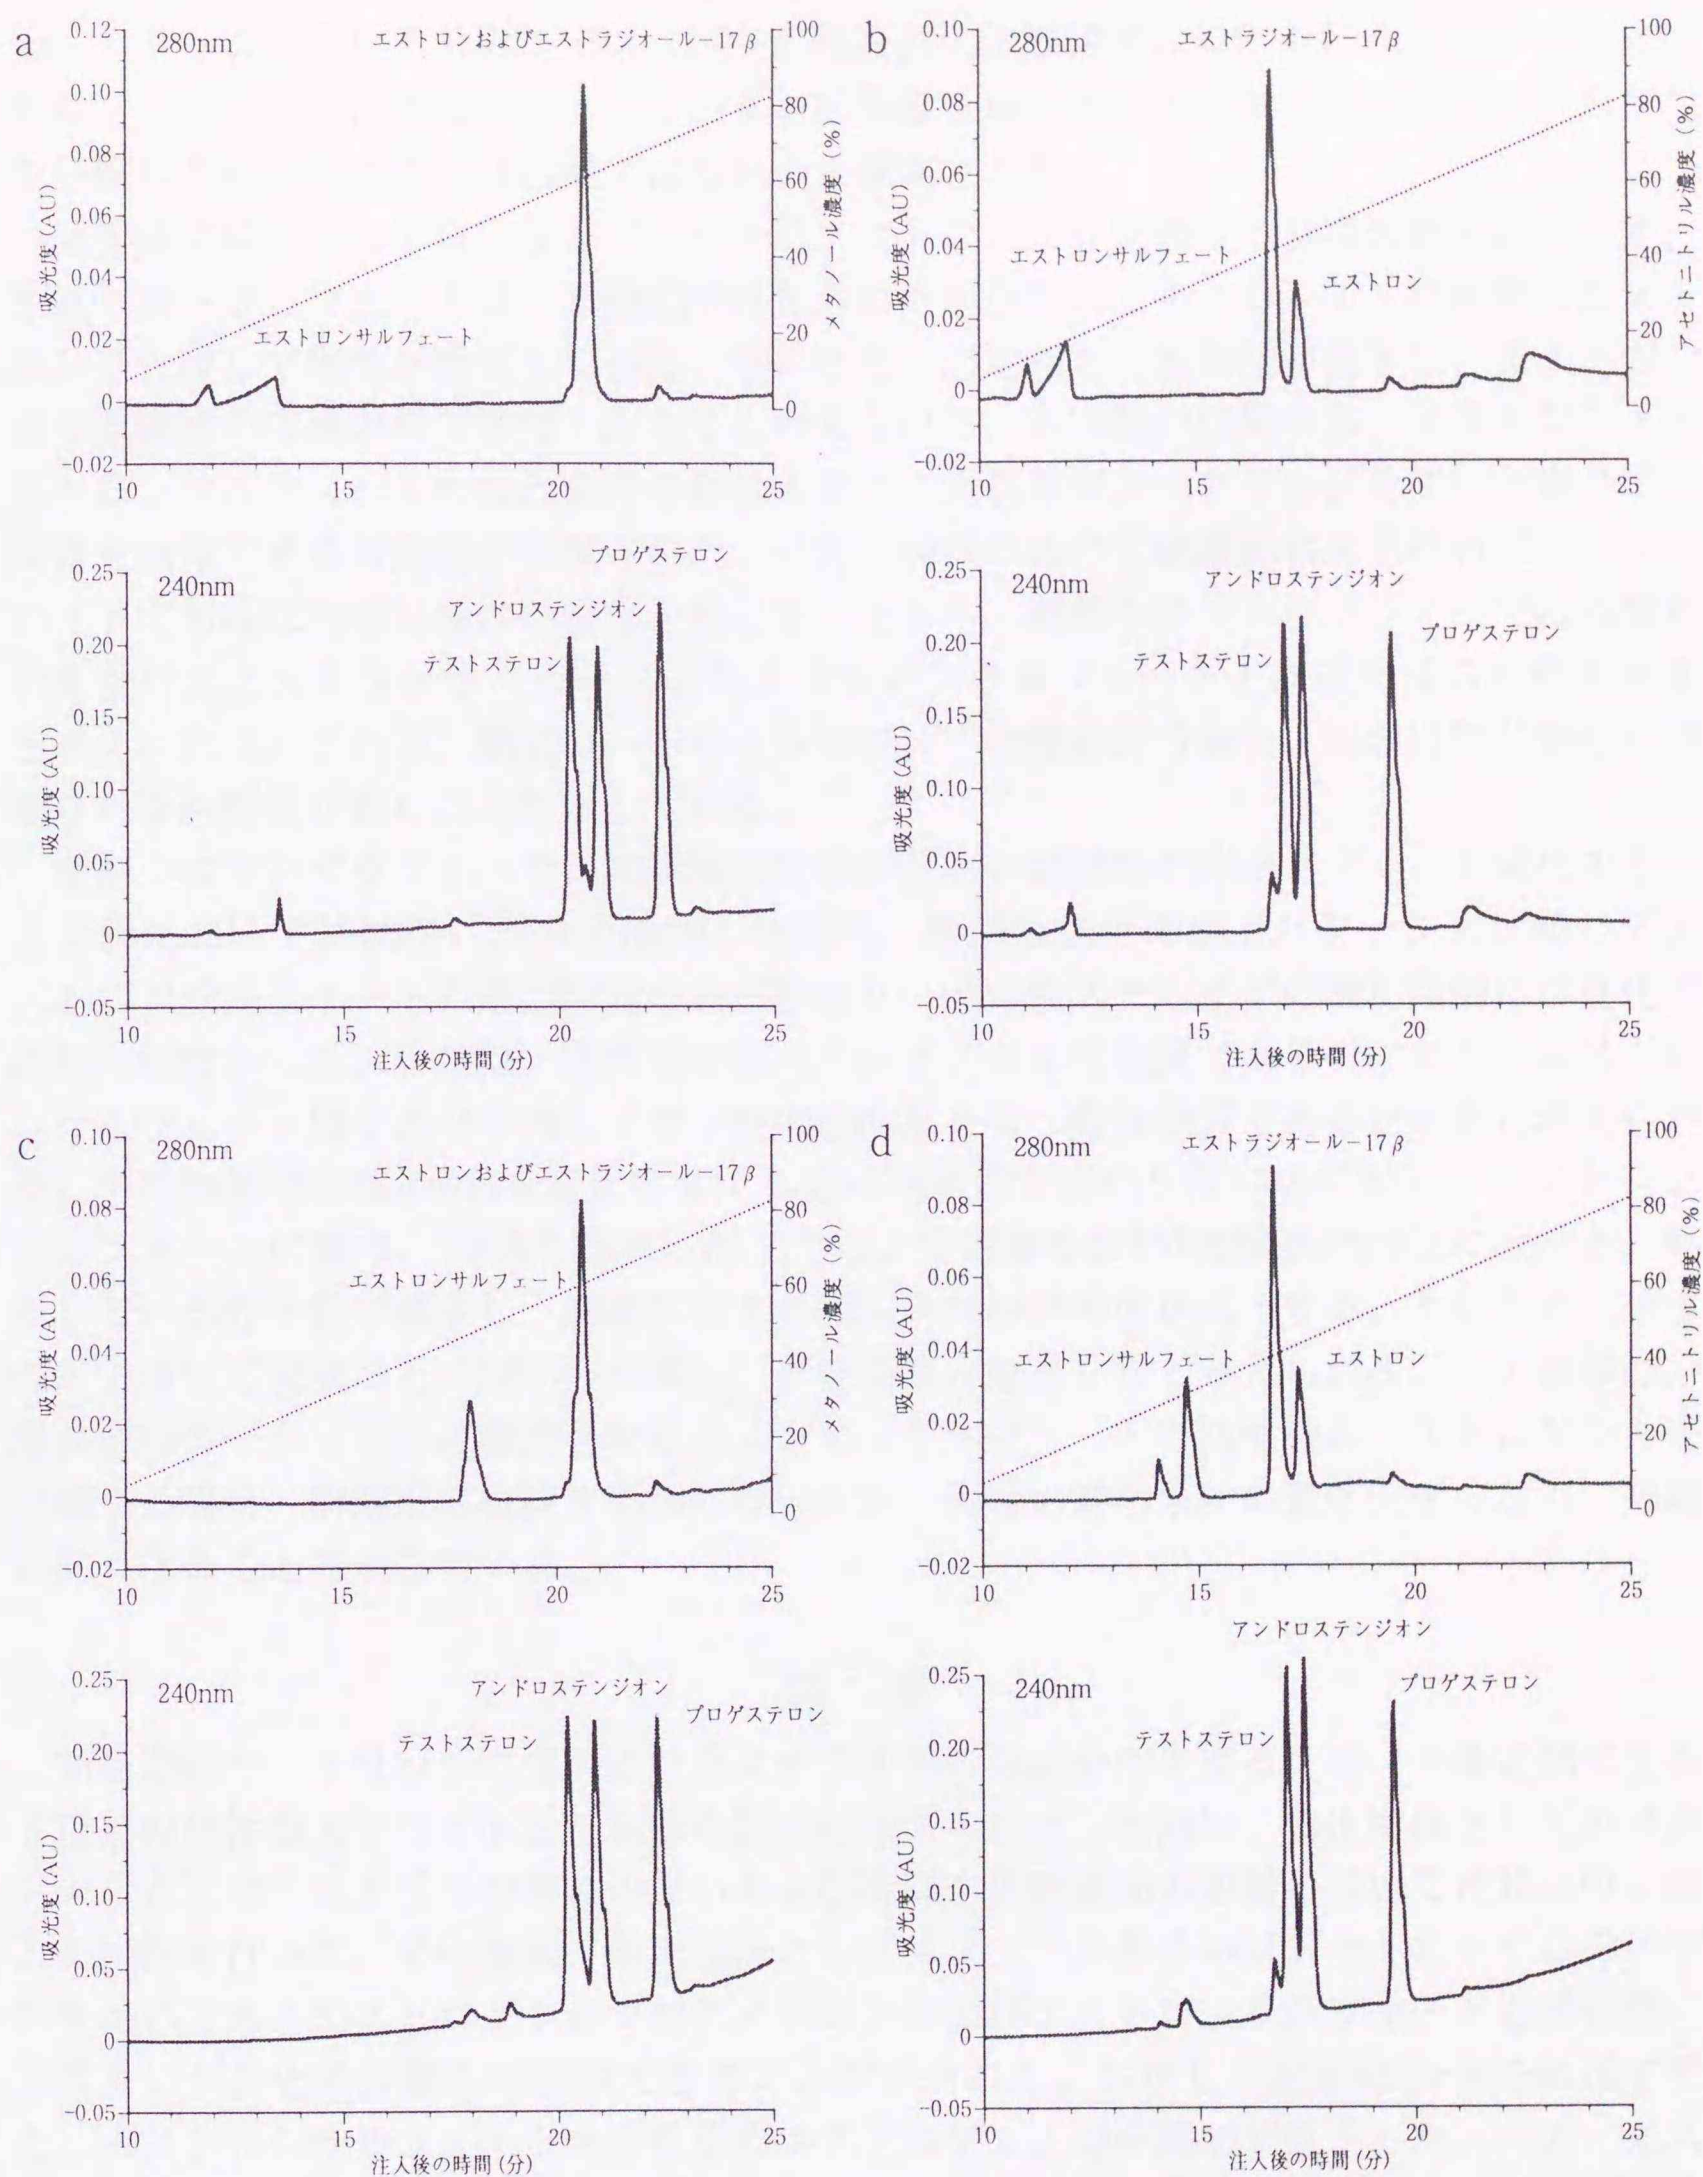 a
280nm
エストロンおよびエストラジオール−17β
エストロンサルフェート
0.12
0.10
0.08
0.06
0.04
0.02
0
−0.02
吸光度(AU)
100
80
60
40
20
0
メタノール濃度(%)
10 15 20 25
240nm
プロゲステロン
アンドロステンジオン
テストステロン
0.25
0.20
0.15
0.10
0.05
0
−0.05
吸光度(AU)
10 15 20 25
注入後の時間(分)
b
280nm
エストラジオール−17β
エストロンサルフェート
エストロン
0.10
0.08
0.06
0.04
0.02
0
−0.02
吸光度(AU)
100
80
60
40
20
0
アセトニトリル濃度(%)
10 15 20 25
240nm
アンドロステンジオン
プロゲステロン
テストステロン
0.25
0.20
0.15
0.10
0.05
0
−0.05
吸光度(AU)
10 15 20 25
注入後の時間(分)
c
280nm
エストロンおよびエストラジオール−17β
エストロンサルフェート
0.10
0.08
0.06
0.04
0.02
0
−0.02
吸光度(AU)
100
80
60
40
20
0
メタノール濃度(%)
10 15 20 25
240nm
アンドロステンジオン
プロゲステロン
テストステロン
0.25
0.20
0.15
0.10
0.05
0
−0.05
吸光度(AU)
10 15 20 25
注入後の時間(分)
d
280nm
エストラジオール−17β
エストロンサルフェート
エストロン
0.10
0.08
0.06
0.04
0.02
0
−0.02
吸光度(AU)
100
80
60
40
20
0
アセトニトリル濃度(%)
10 15 20 25
アンドロステンジオン
240nm
プロゲステロン
テストステロン
0.25
0.20
0.15
0.10
0.05
0
−0.05
吸光度(AU)
10 15 20 25
注入後の時間(分)